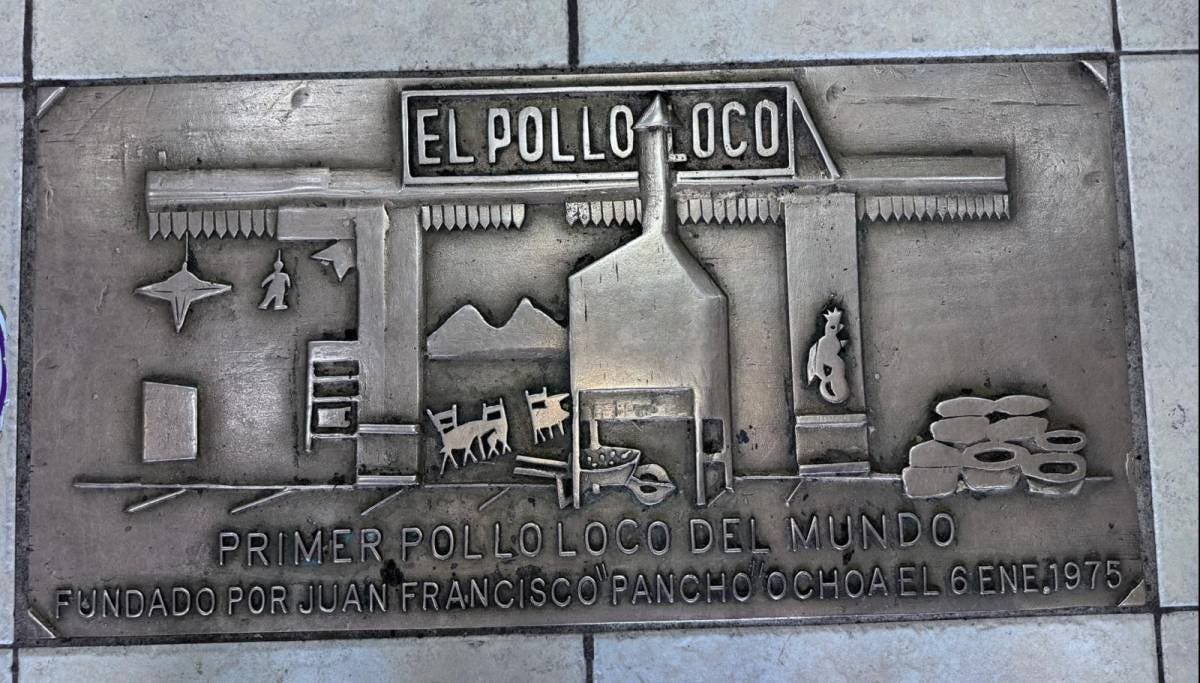 EL POLLO LOCO
PRIMER POLLO LOCO DEL MUNDO
FUNDADO POR JUAN FRANCISCO "PANCHO" OCHOA EL 6 ENE. 1975